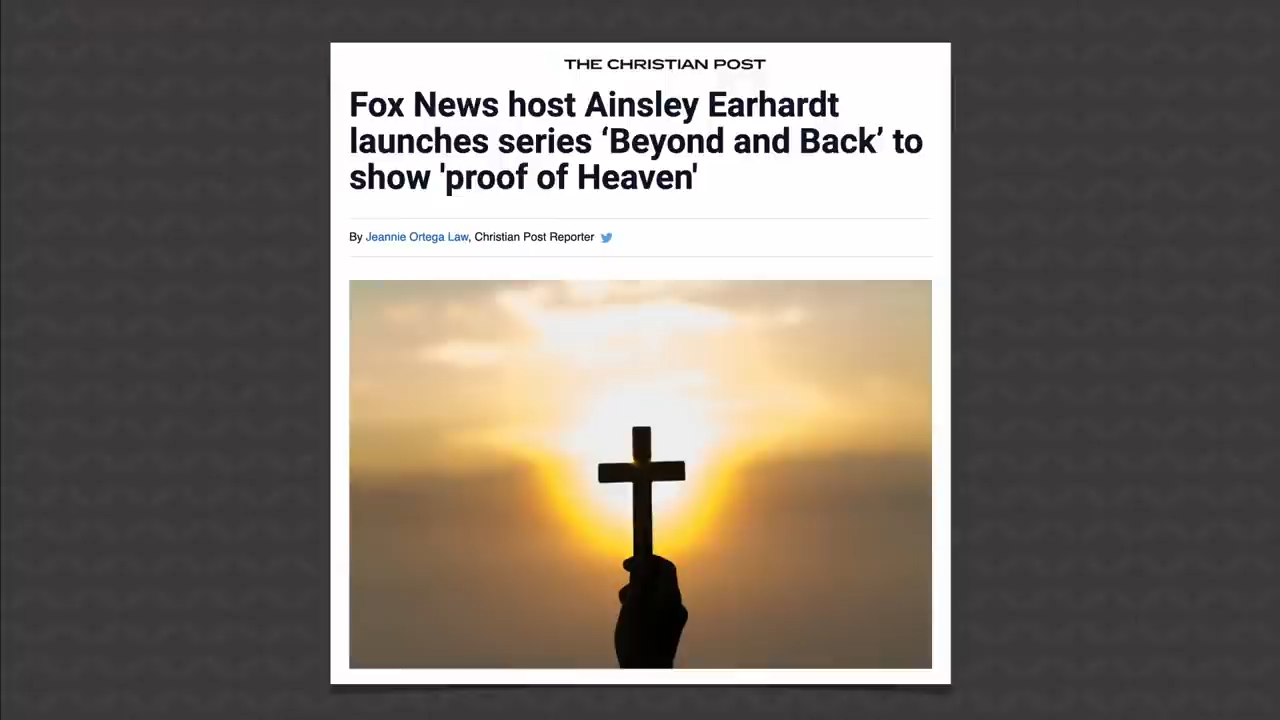 THE CHRISTIAN POST
Fox News host Ainsley Earhardt
launches series ‘Beyond and Back’ to
show 'proof of Heaven'
By Jeannie Ortega Law, Christian Post Reporter